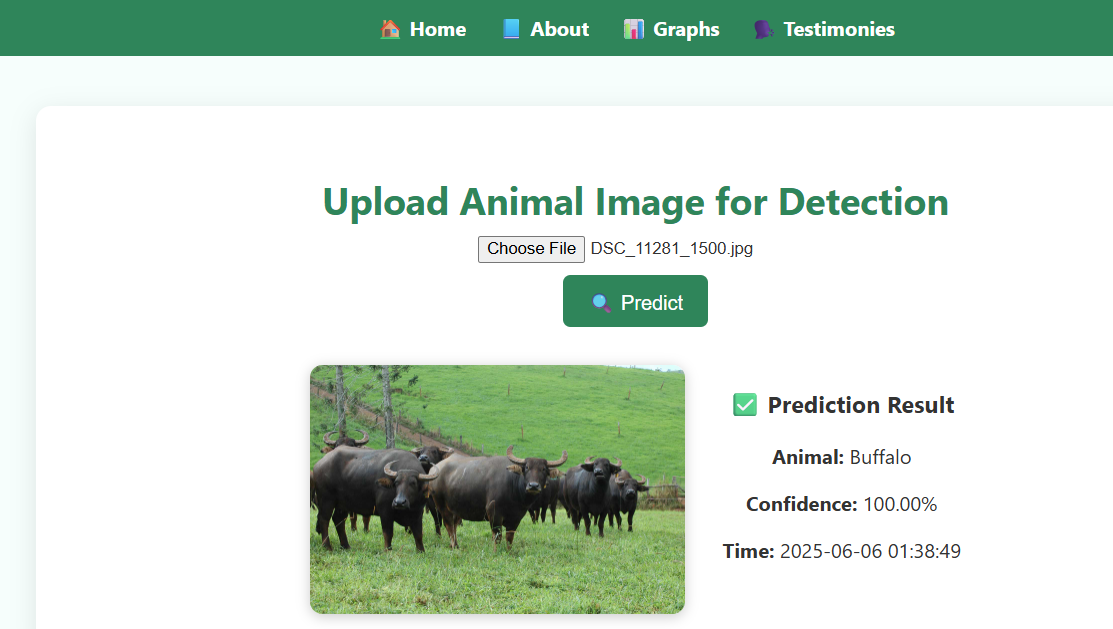 🏠 Home 📘 About 📊 Graphs 🗣 Testimonies
Upload Animal Image for Detection
Choose File DSC_11281_1500.jpg
🔍 Predict
✅ Prediction Result
Animal: Buffalo
Confidence: 100.00%
Time: 2025-06-06 01:38:49